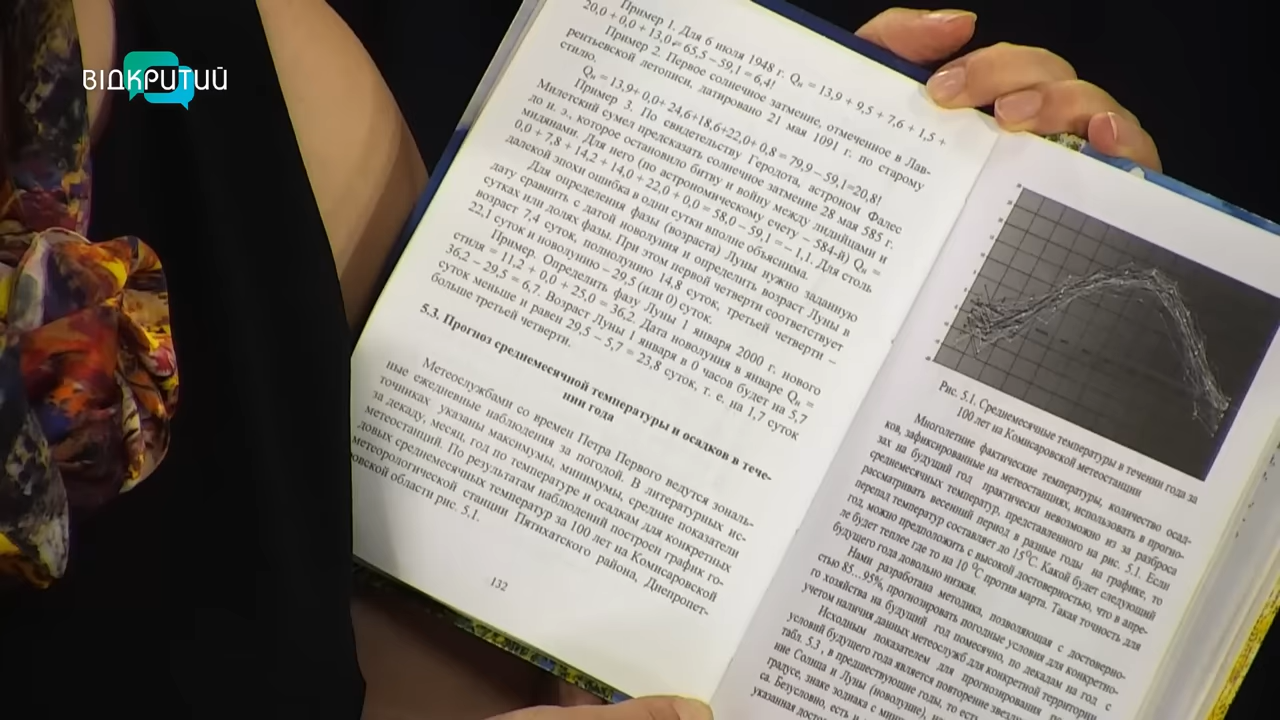 ВІДКРИТИЙ
Пример 1. Для 6 июля 1948 г. Qн = 13,9 + 9,5 + 7,6 + 1,5 +
20,0 + 0,0 + 13,0 = 65,5 – 59,1 = 6,4!
Пример 2. Первое солнечное затмение, отмеченное в Лав-
рентьевской летописи, датировано 21 мая 1091 г. по старому
стилю.
Qн = 13,9+ 0,0+ 24,6+18,6+22,0+ 0,8 = 79,9 – 59,1=20,8!
Пример 3. По свидетельству Геродота, астроном Фалес
Милетский сумел предсказать солнечное затмение 28 мая 585 г.
до н. э., которое остановило битву и войну между лидийцами и
мидянами. Для него (по астрономическому счету – 584-й) Qн =
0,0 + 7,8 + 14,2 + 14,0 + 22,0 + 0,0 = 58,0 – 59,1 = – 1,1. Для столь
далекой эпохи ошибка в одни сутки вполне объяснима.
Для определения фазы (возраста) Луны нужно заданную
дату сравнить с датой новолуния и определить возраст Луны в
сутках или долях фазы. При этом первой четверти соответствует
возраст 7,4 суток, полнолунию 14,8 суток, третьей четверти –
22,1 суток и новолунию – 29,5 (или 0) суток.
Пример. Определить фазу Луны 1 января 2000 г. нового
стиля = 11,2 + 0,0 + 25,0 = 36,2. Дата новолуния в январе Qн =
36,2 – 29,5 = 6,7. Возраст Луны 1 января в 0 часов будет на 5,7
суток меньше и равен 29,5 – 5,7 = 23,8 суток, т. е. на 1,7 суток
больше третьей четверти.
5.3. Прогноз среднемесячной температуры и осадков в тече-
нии года
Метеослужбами со времен Петра Первого ведутся зональ-
ные ежедневные наблюдения за погодой. В литературных ис-
точниках указаны максимумы, минимумы, средние показатели
за декаду, месяц, год по температуре и осадкам для конкретных
метеостанций. По результатам наблюдений построен график го-
довых среднемесячных температур за 100 лет на Комисаровской
метеорологической станции Пятихатского района, Днепропет-
ровской области рис. 5.1.
132
Рис. 5.1. Среднемесячные температуры в течении года за
100 лет на Комисаровской метеостанции
Многолетние фактические температуры, количество осад-
ков, зафиксированные на метеостанциях, использовать в прогно-
зах на будущий год практически невозможно из за разброса
среднемесячных температур, представленного на рис. 5.1. Если
рассматривать весенний период в разные годы на графике, то
перепад температур составляет до 15⁰С. Какой будет следующий
год, можно предположить с высокой достоверностью, что в апре-
ле будет теплее где то на 10 ⁰С против марта. Такая точность для
будущего года довольно низкая.
Нами разработана методика, позволяющая с достоверно-
стью 85...95%, прогнозировать погодные условия для конкретно-
го хозяйства на будущий год помесячно, по декадам на год с
учетом наличия данных метеослужб для конкретной территории.
Исходным показателем для прогнозирования
условий будущего года является повторение
табл. 5.3 , в предшествующие годы, то есть
ние Солнца и Луны (новолуние),
градусе, знаке зодиака с
са. Безусловно, есть и
указанная